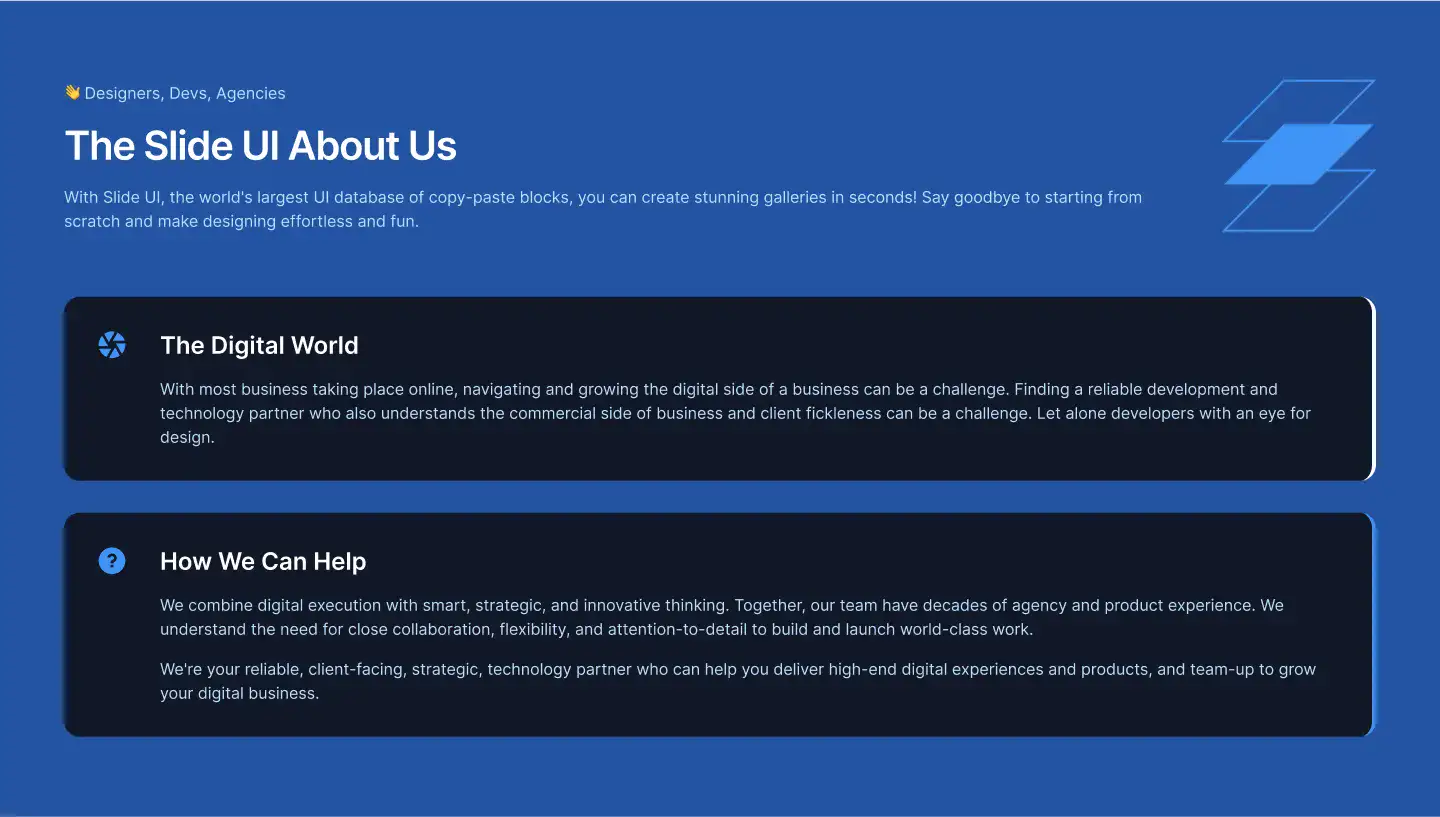 👋 Designers, Devs, Agencies
The Slide UI About Us
With Slide UI, the world's largest UI database of copy-paste blocks, you can create stunning galleries in seconds! Say goodbye to starting from
scratch and make designing effortless and fun.
The Digital World
With most business taking place online, navigating and growing the digital side of a business can be a challenge. Finding a reliable development and
technology partner who also understands the commercial side of business and client fickleness can be a challenge. Let alone developers with an eye for
design.
?
How We Can Help
We combine digital execution with smart, strategic, and innovative thinking. Together, our team have decades of agency and product experience. We
understand the need for close collaboration, flexibility, and attention-to-detail to build and launch world-class work.
We're your reliable, client-facing, strategic, technology partner who can help you deliver high-end digital experiences and products, and team-up to grow
your digital business.